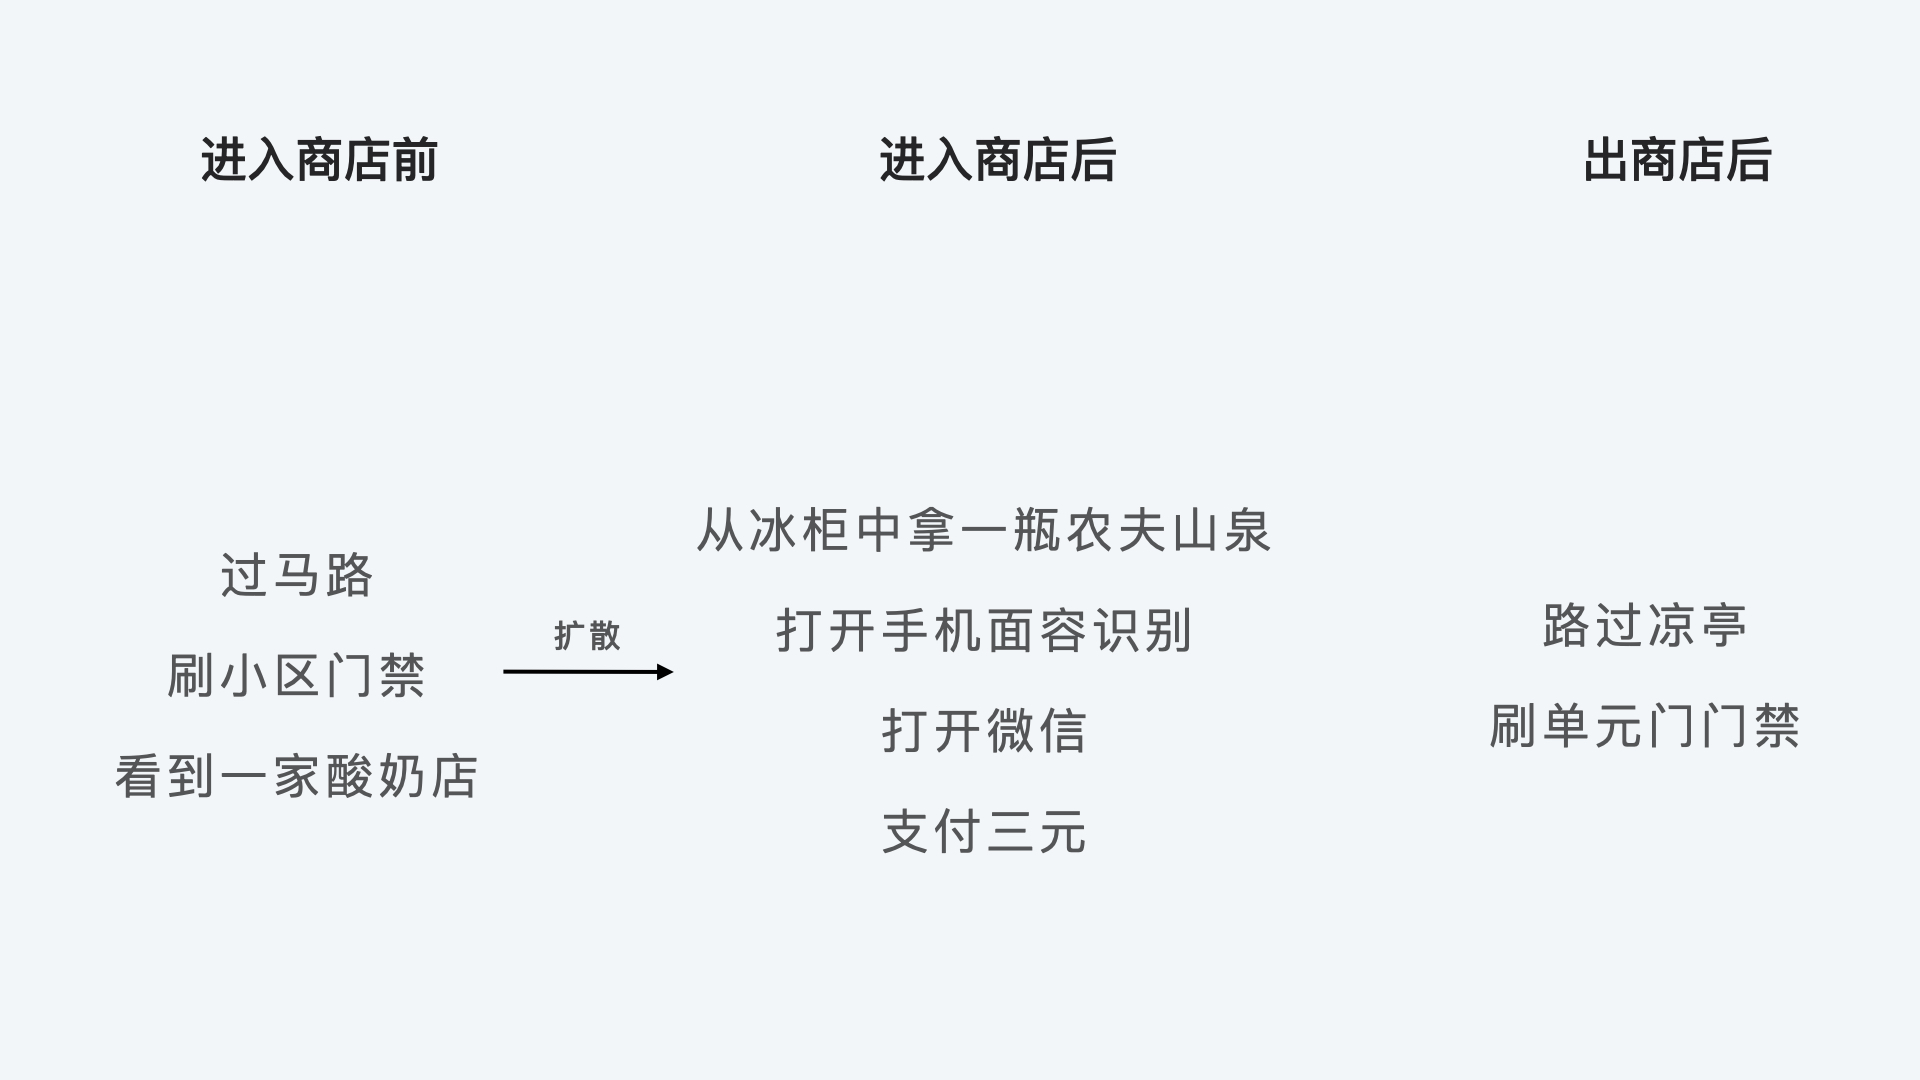 进入商店前
进入商店后
出商店后
过马路
刷小区门禁
看到一家酸奶店
扩散
从冰柜中拿一瓶农夫山泉
打开手机面容识别
打开微信
支付三元
路过凉亭
刷单元门门禁